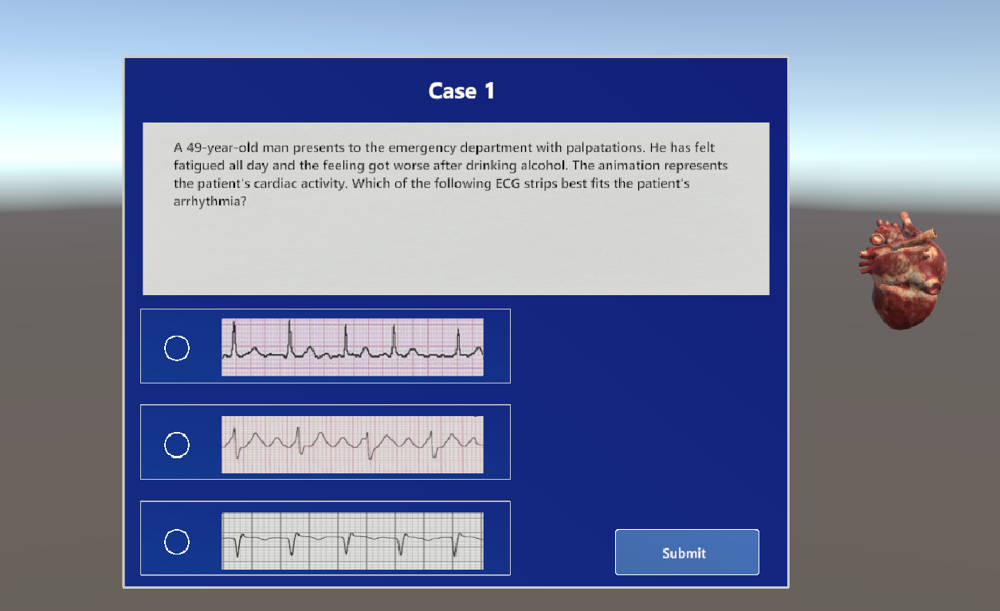 Case 1
A 49-year-old man presents to the emergency department with palpatations. He has felt
fatigued all day and the feeling got worse after drinking alcohol. The animation represents
the patient's cardiac activity. Which of the following ECG strips best fits the patient's
arrhythmia?
Submit